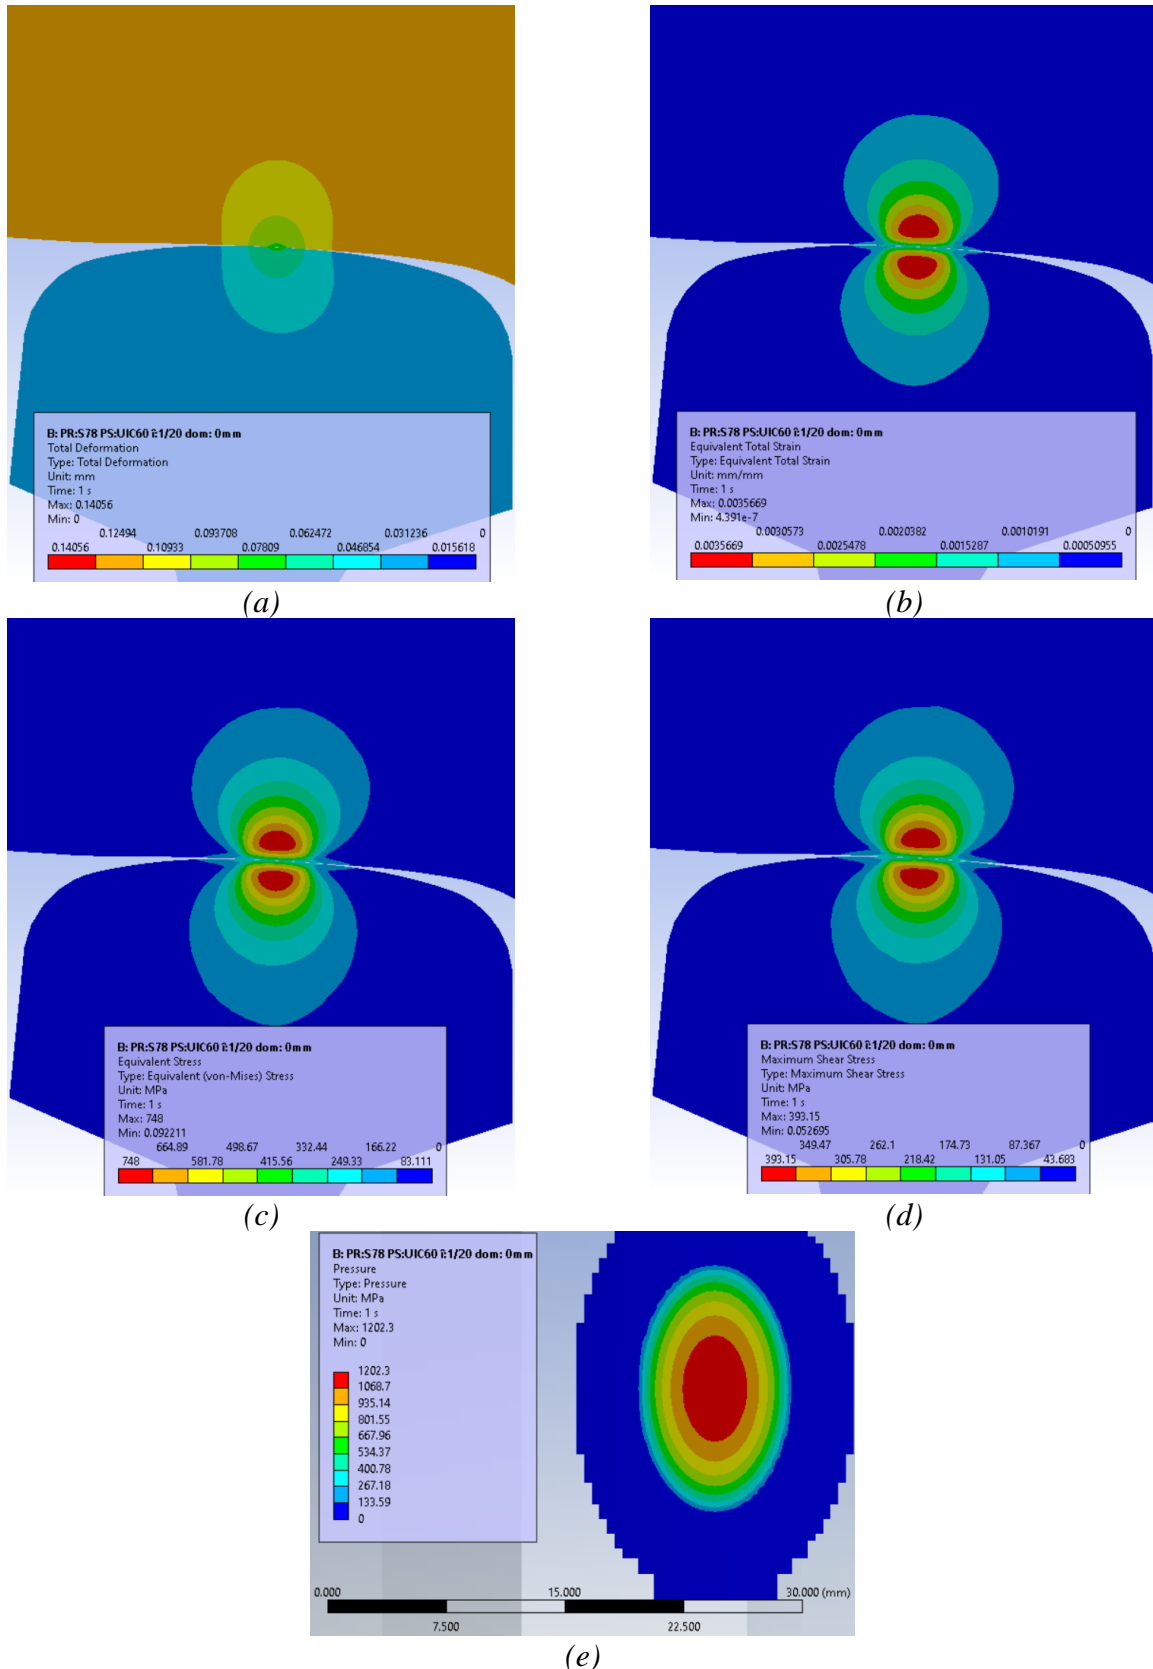 B: PR:S78 PS:UIC60 î:1/20 dom: 0mm
Total Deformation
Type: Total Deformation
Unit: mm
Time: 1 s
Max: 0.14056
Min: 0
0.12494 0.093708 0.062472 0.031236 0
0.14056 0.10933 0.07809 0.046854 0.015618
(a)
B: PR:S78 PS:UIC60 î:1/20 dom: 0mm
Equivalent Total Strain
Type: Equivalent Total Strain
Unit: mm/mm
Time: 1 s
Max: 0.0035669
Min: 4.391e-7
0.0030573 0.0020382 0.0010191 0
0.0035669 0.0025478 0.0015287 0.00050955
(b)
B: PR:S78 PS:UIC60 î:1/20 dom: 0mm
Equivalent Stress
Type: Equivalent (von-Mises) Stress
Unit: MPa
Time: 1 s
Max: 748
Min: 0.092211
664.89 498.67 332.44 166.22 0
748 581.78 415.56 249.33 83.111
(c)
B: PR:S78 PS:UIC60 î:1/20 dom: 0mm
Maximum Shear Stress
Type: Maximum Shear Stress
Unit: MPa
Time: 1 s
Max: 393.15
Min: 0.052695
349.47 262.1 174.73 87.367 0
393.15 305.78 218.42 131.05 43.683
(d)
B: PR:S78 PS:UIC60 î:1/20 dom: 0mm
Pressure
Type: Pressure
Unit: MPa
Time: 1 s
Max: 1202.3
Min: 0
1202.3
1068.7
935.14
801.55
667.96
534.37
400.78
267.18
133.59
0
0.000 15.000 30.000 (mm)
7.500 22.500
(e)